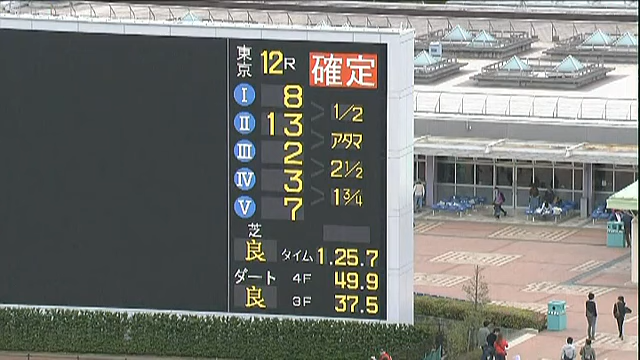 東京 12R 確定
Ⅰ 8
1/2
Ⅱ 13
アタマ
Ⅲ 2
2 1/2
Ⅳ 3
1 3/4
Ⅴ 7
芝
良 タイム 1.25.7
ダート 4F 49.9
良 3F 37.5